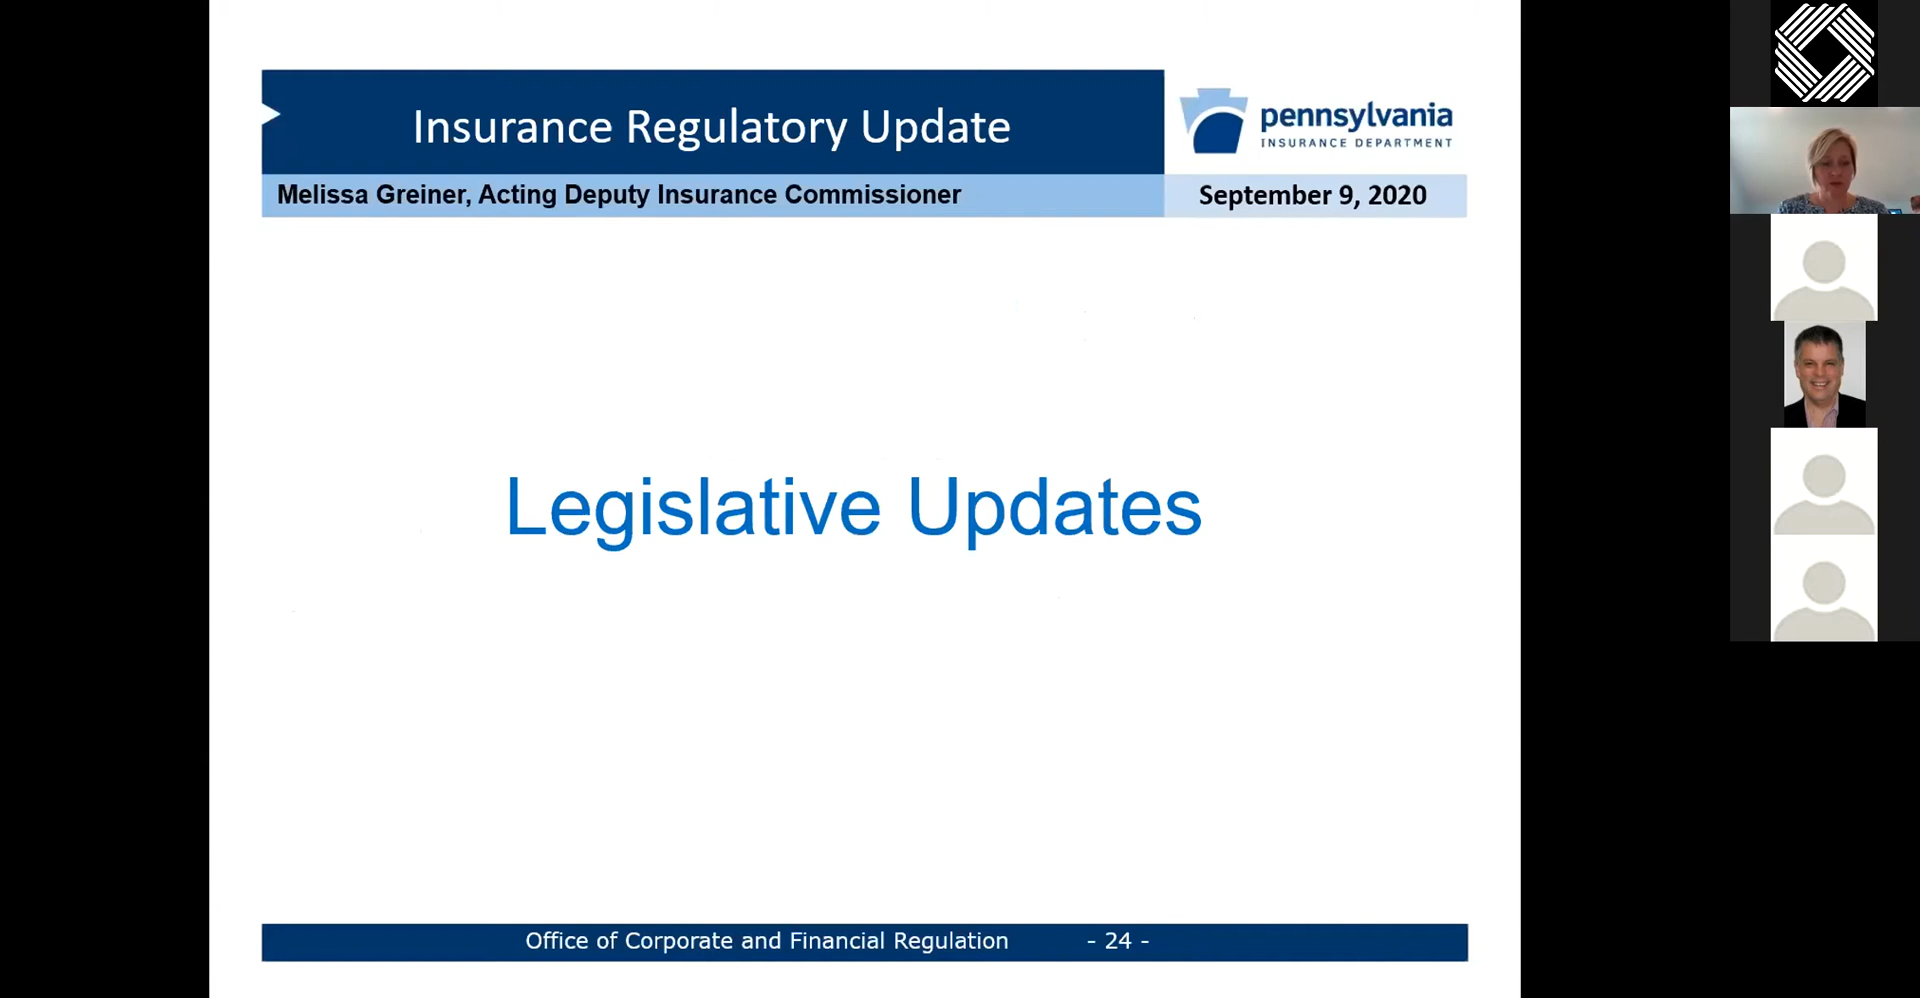 Insurance Regulatory Update
pennsylvania
INSURANCE DEPARTMENT
Melissa Greiner, Acting Deputy Insurance Commissioner
September 9, 2020
Legislative Updates
Office of Corporate and Financial Regulation - 24 -